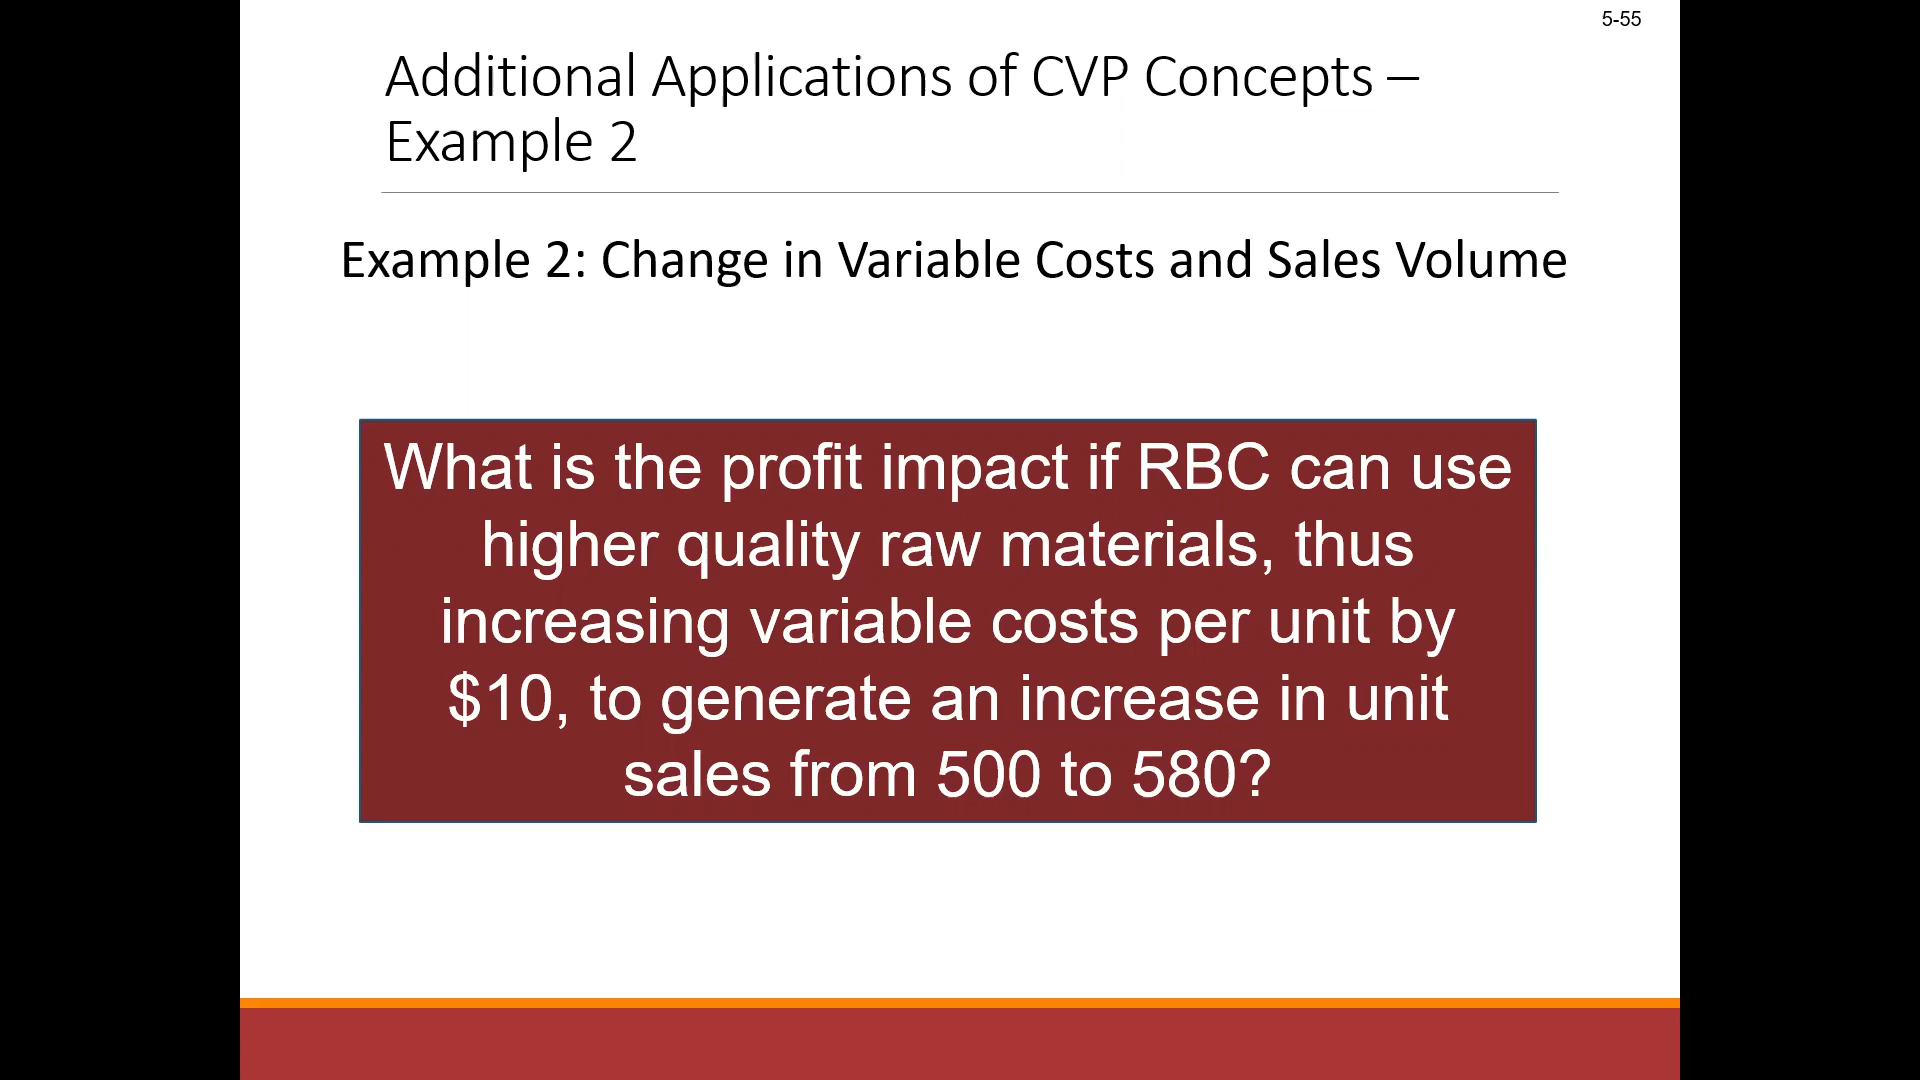 5-55
Additional Applications of CVP Concepts –
Example 2
Example 2: Change in Variable Costs and Sales Volume
What is the profit impact if RBC can use
higher quality raw materials, thus
increasing variable costs per unit by
$10, to generate an increase in unit
sales from 500 to 580?